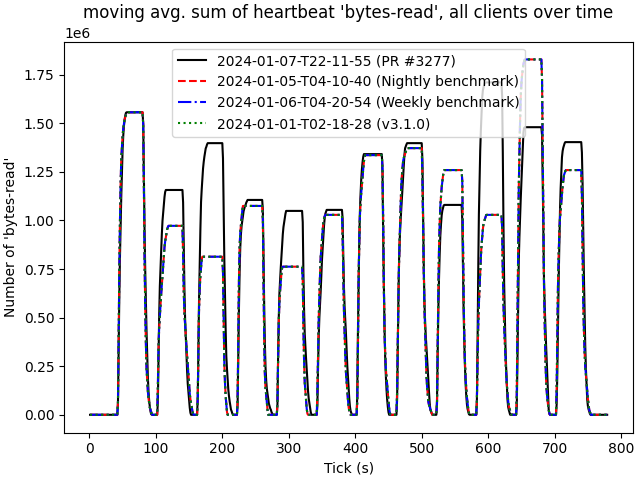 moving avg. sum of heartbeat 'bytes-read', all clients over time
1e6
2024-01-07-T22-11-55 (PR #3277)
2024-01-05-T04-10-40 (Nightly benchmark)
2024-01-06-T04-20-54 (Weekly benchmark)
2024-01-01-T02-18-28 (v3.1.0)
Number of 'bytes-read'
1.75
1.50
1.25
1.00
0.75
0.50
0.25
0.00
0 100 200 300 400 500 600 700 800
Tick (s)